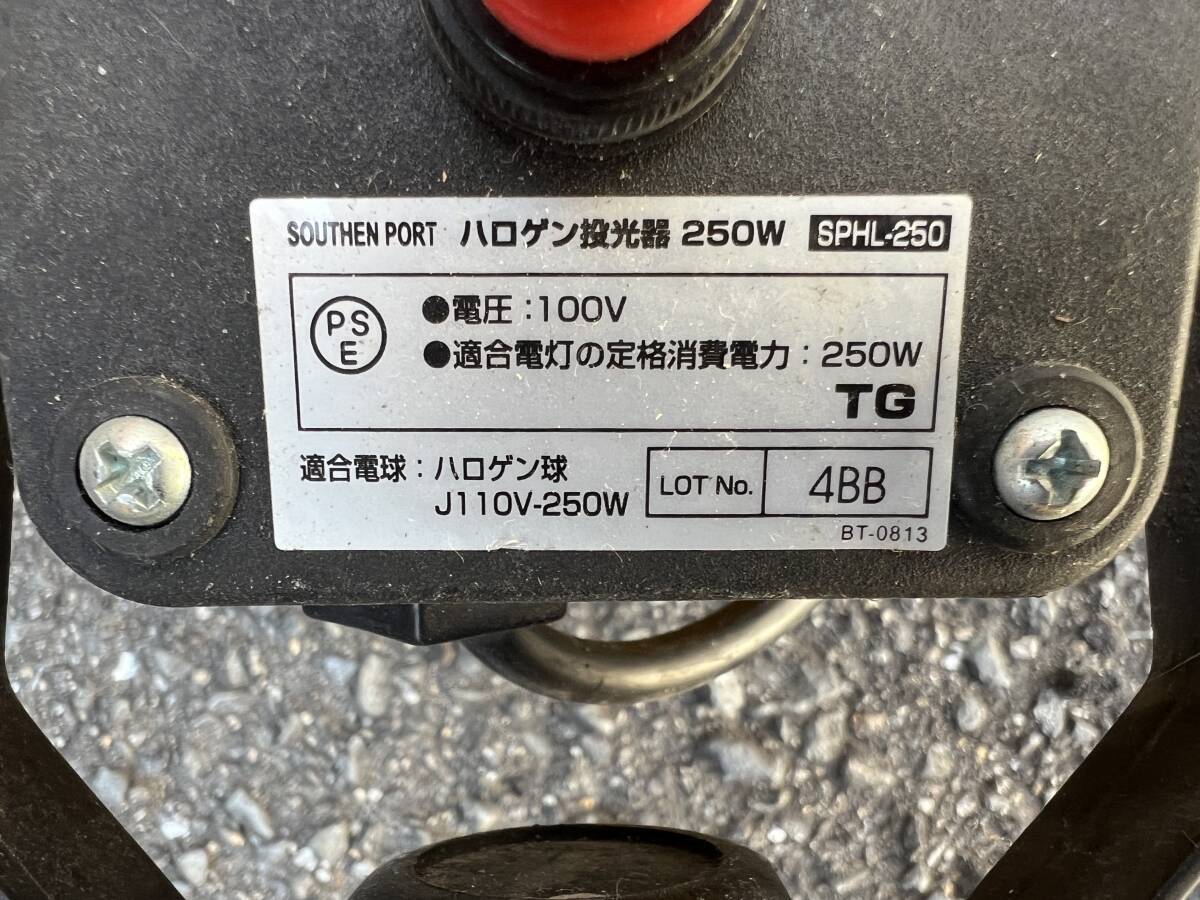 SOUTHEN PORT ハロゲン投光器 250W SPHL-250
PS
E
●電圧：100V
●適合電灯の定格消費電力：250W
TG
適合電球：ハロゲン球
J110V-250W
LOT No. 4BB
BT-0813